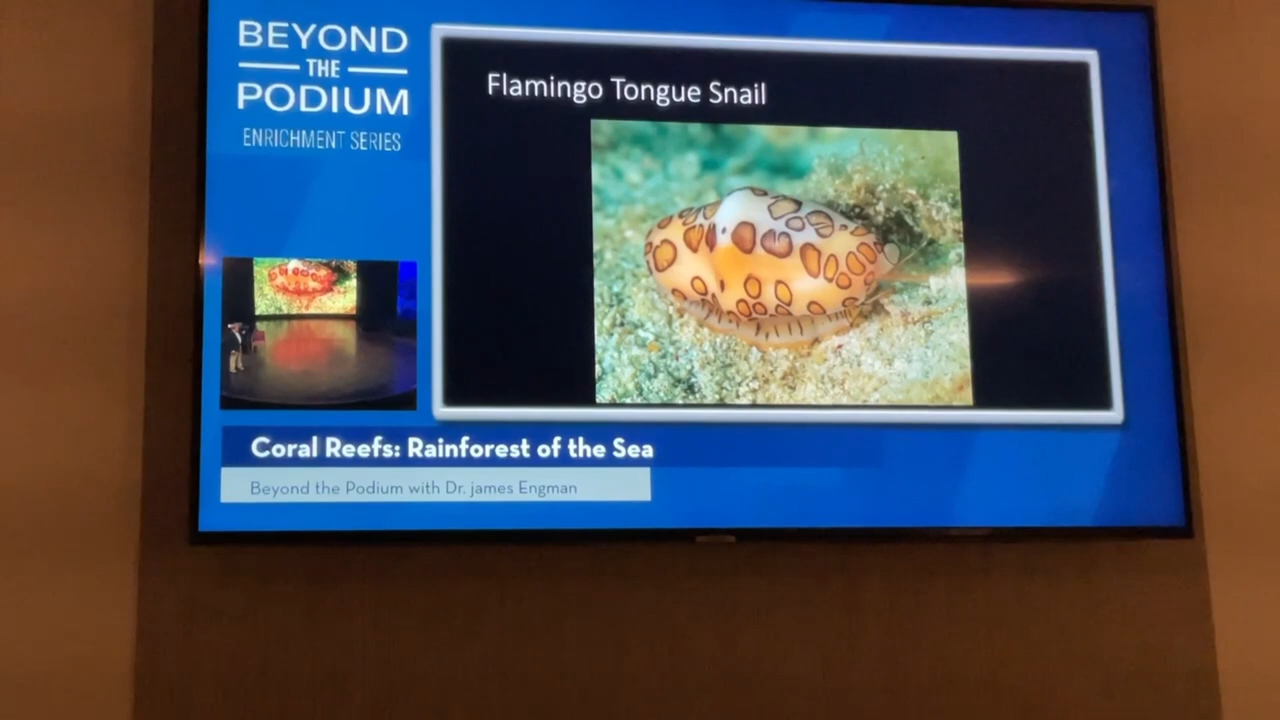 BEYOND
THE
PODIUM
ENRICHMENT SERIES
Flamingo Tongue Snail
Coral Reefs: Rainforest of the Sea
Beyond the Podium with Dr. james Engman